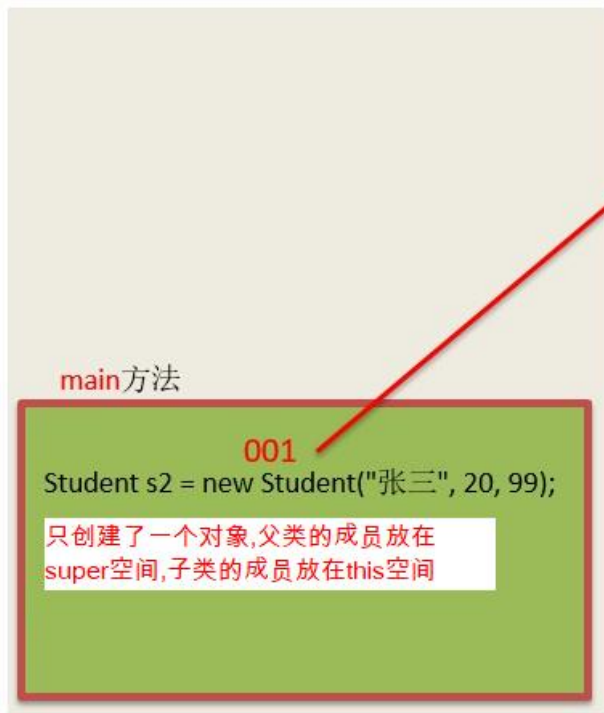 main方法
001
Student s2 = new Student("张三", 20, 99);
只创建了一个对象,父类的成员放在
super空间,子类的成员放在this空间